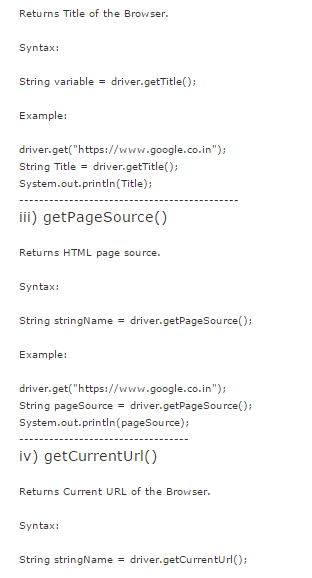 Returns Title of the Browser.
Syntax:
String variable = driver.getTitle();
Example:
driver.get("https://www.google.co.in");
String Title = driver.getTitle();
System.out.println(Title);
--------------------------------------------
iii) getPageSource()
Returns HTML page source.
Syntax:
String stringName = driver.getPageSource();
Example:
driver.get("https://www.google.co.in");
String pageSource = driver.getPageSource();
System.out.println(pageSource);
----------------------------------
iv) getCurrentUrl()
Returns Current URL of the Browser.
Syntax:
String stringName = driver.getCurrentUrl();